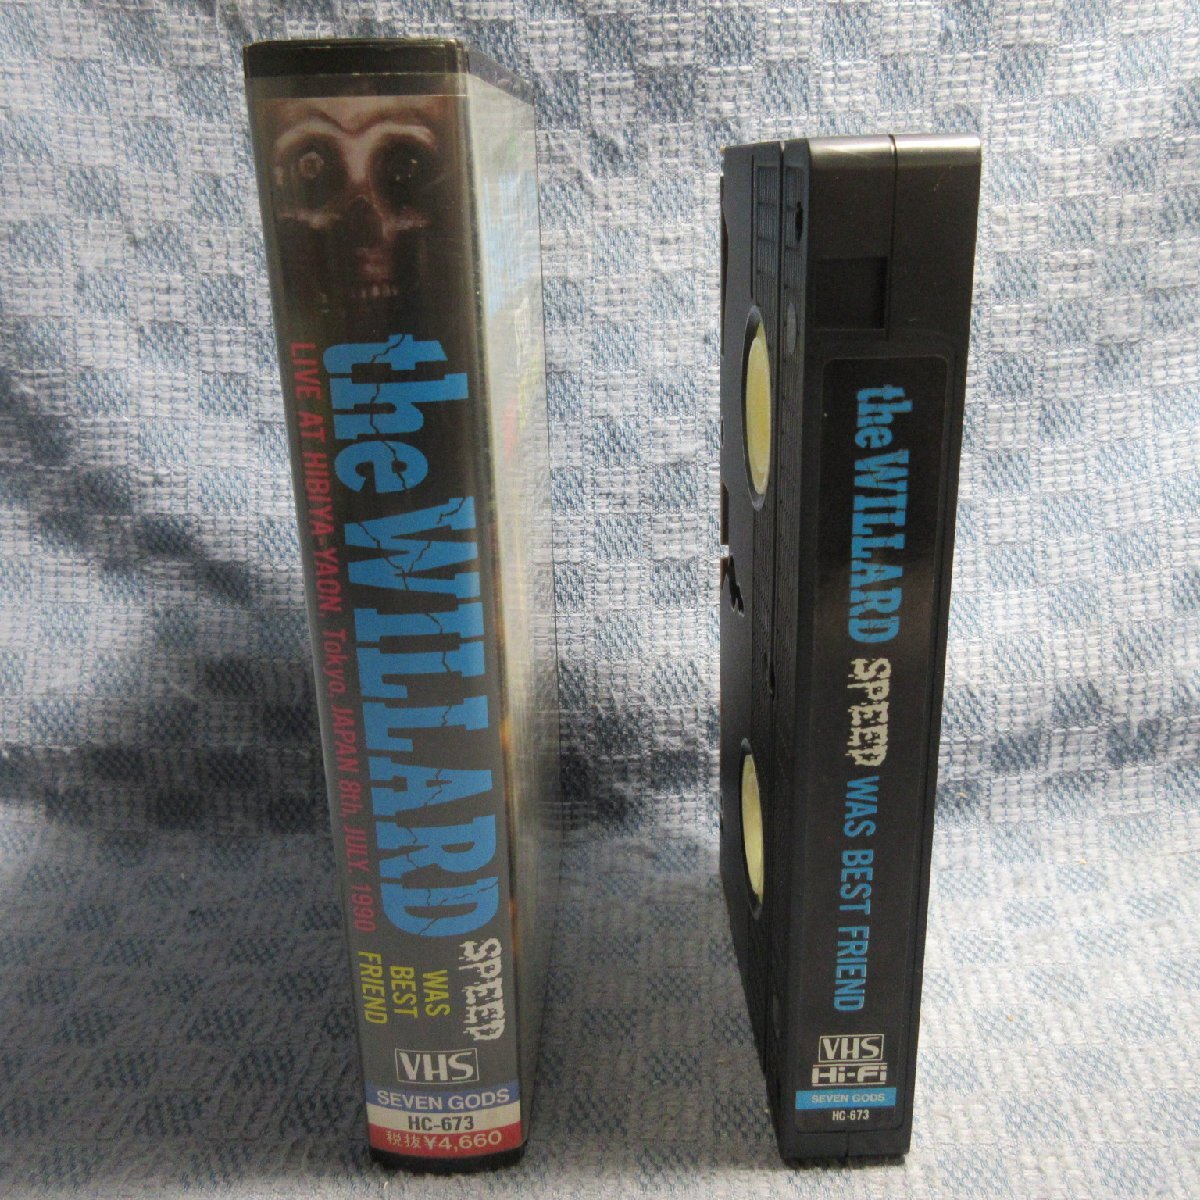 the WILLARD
LIVE AT HIBIYA-YAON Tokyo, JAPAN 8th, JULY, 1990
SPEED
WAS
BEST
FRIEND
VHS
SEVEN GODS
HC-673
税抜¥4,660
the WILLARD SPEED WAS BEST FRIEND
VHS
Hi-Fi
SEVEN GODS
HC-673